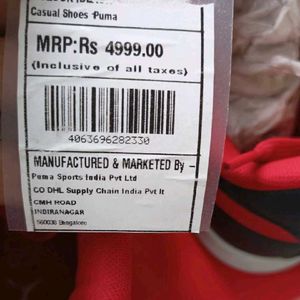 Casual Shoes Puma
MRP:Rs 4999.00
(Inclusive of all taxes)
4063696282330
MANUFACTURED & MARKETED By -
Puma Sports India Pvt Ltd
CO DHL Supply Chain India Pvt lt
CMH ROAD
INDIRANAGAR
560038 Bangalore